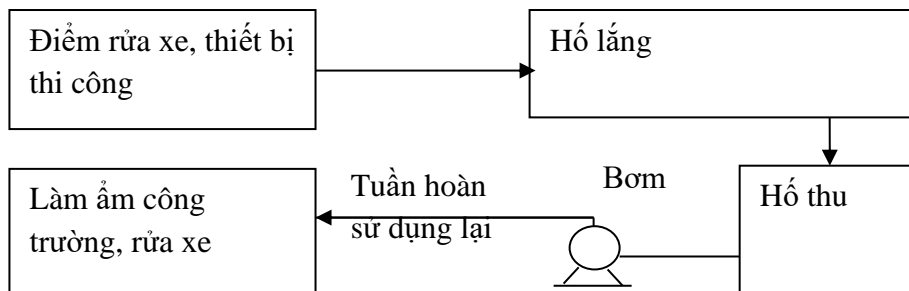 Điểm rửa xe, thiết bị
thi công
Hố lắng
Làm ẩm công
trường, rửa xe
Tuần hoàn
sử dụng lại
Bơm
Hố thu